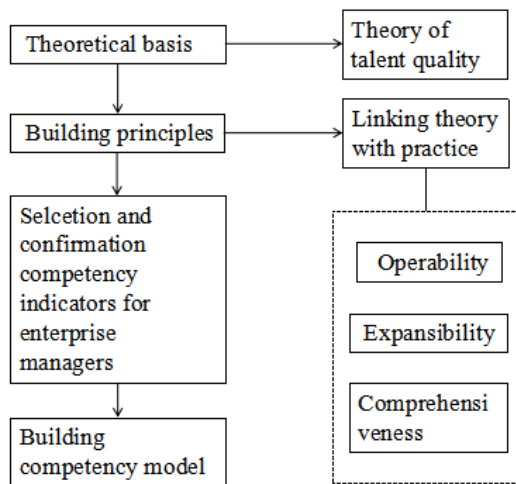 Theoretical basis
Theory of
talent quality
Building principles
Linking theory
with practice
Selcetion and
confirmation
competency
indicators for
enterprise
managers
Operability
Expansibility
Comprehensi
veness
Building
competency model